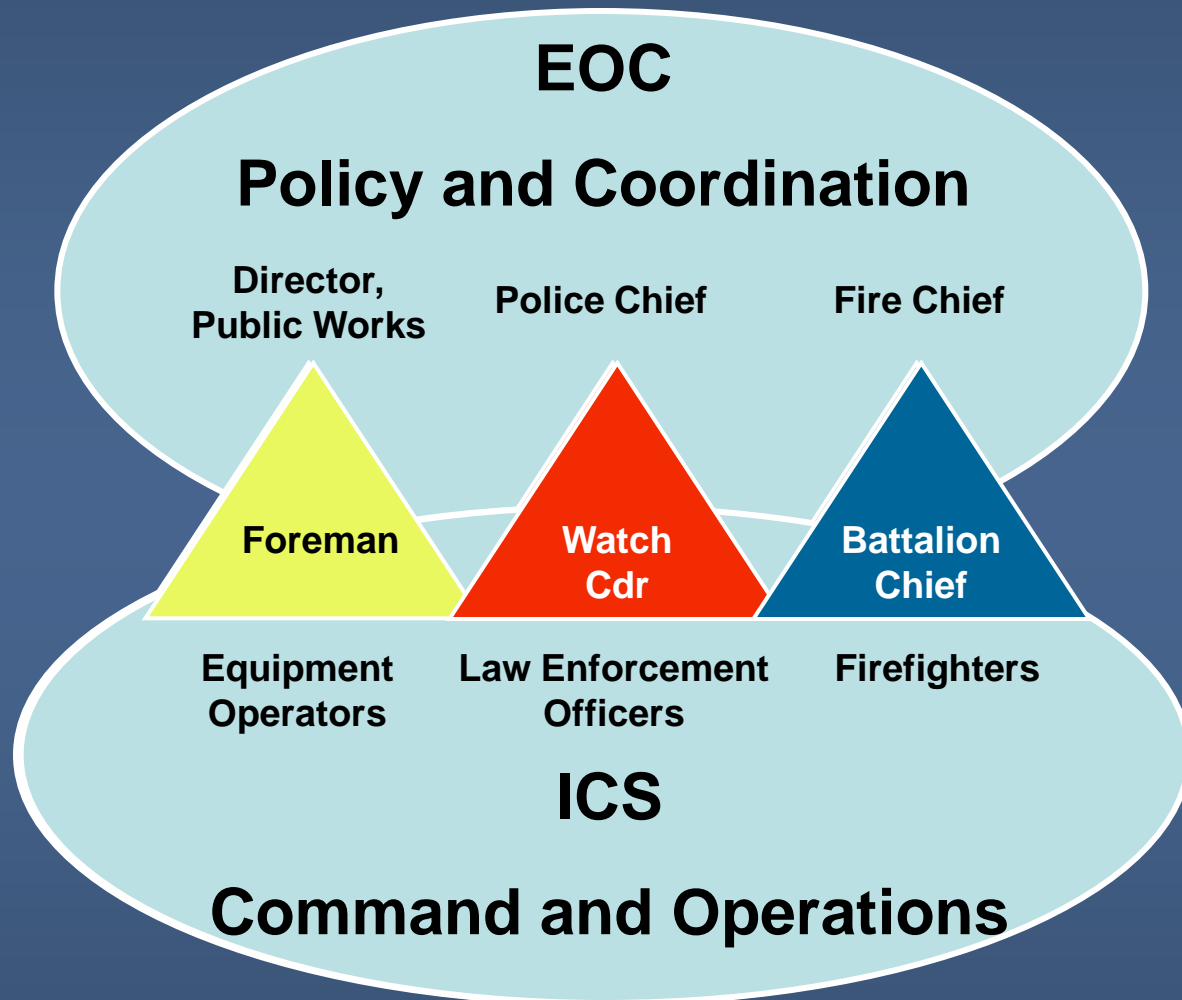 EOC
Policy and Coordination
Director,
Public Works
Police Chief
Fire Chief
Foreman
Watch
Cdr
Battalion
Chief
Equipment
Operators
Law Enforcement
Officers
Firefighters
ICS
Command and Operations